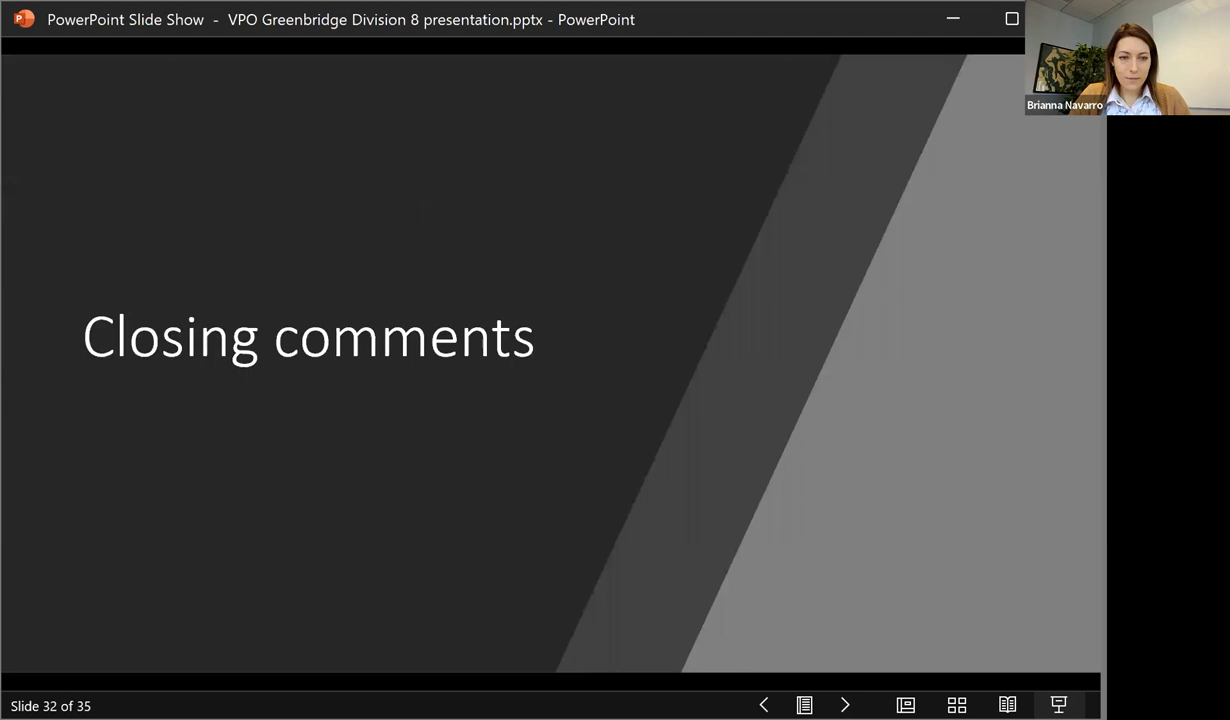 PowerPoint Slide Show - VPO Greenbridge Division 8 presentation.pptx - PowerPoint
Brianna Navarro
Closing comments
Slide 32 of 35